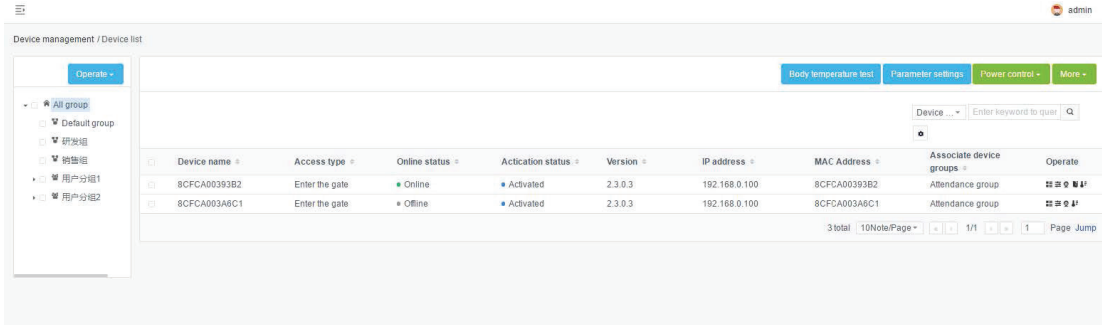 admin
Device management / Device list
Operate
Body temperature test Parameter settings Power control More
All group
Default group
研发组
销售组
用户分组1
用户分组2
Device ... Enter keyword to quer
Device name Access type Online status Actication status Version IP address MAC Address Associate device groups Operate
8CFCA00393B2 Enter the gate Online Activated 2.3.0.3 192.168.0.100 8CFCA00393B2 Attendance group
8CFCA003A6C1 Enter the gate Offline Activated 2.3.0.3 192.168.0.100 8CFCA003A6C1 Attendance group
3 total 10Note/Page 1/1 1 Page Jump